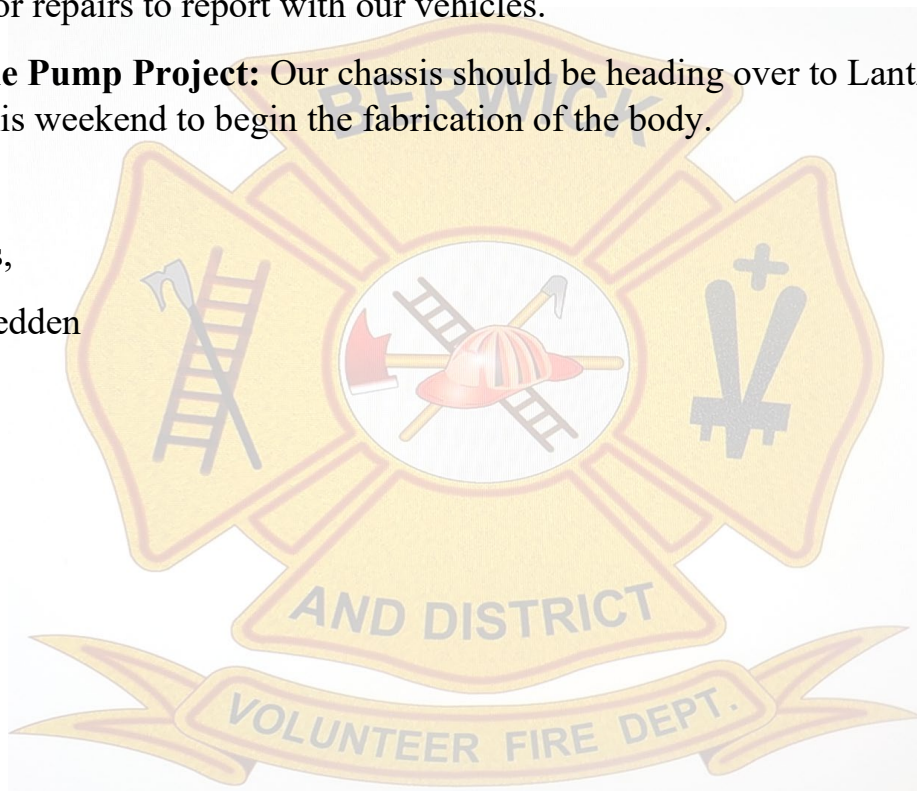 or repairs to report with our vehicles.
e Pump Project: Our chassis should be heading over to Lant
is weekend to begin the fabrication of the body.
s,
edden
BERWICK
AND DISTRICT
VOLUNTEER FIRE DEPT.